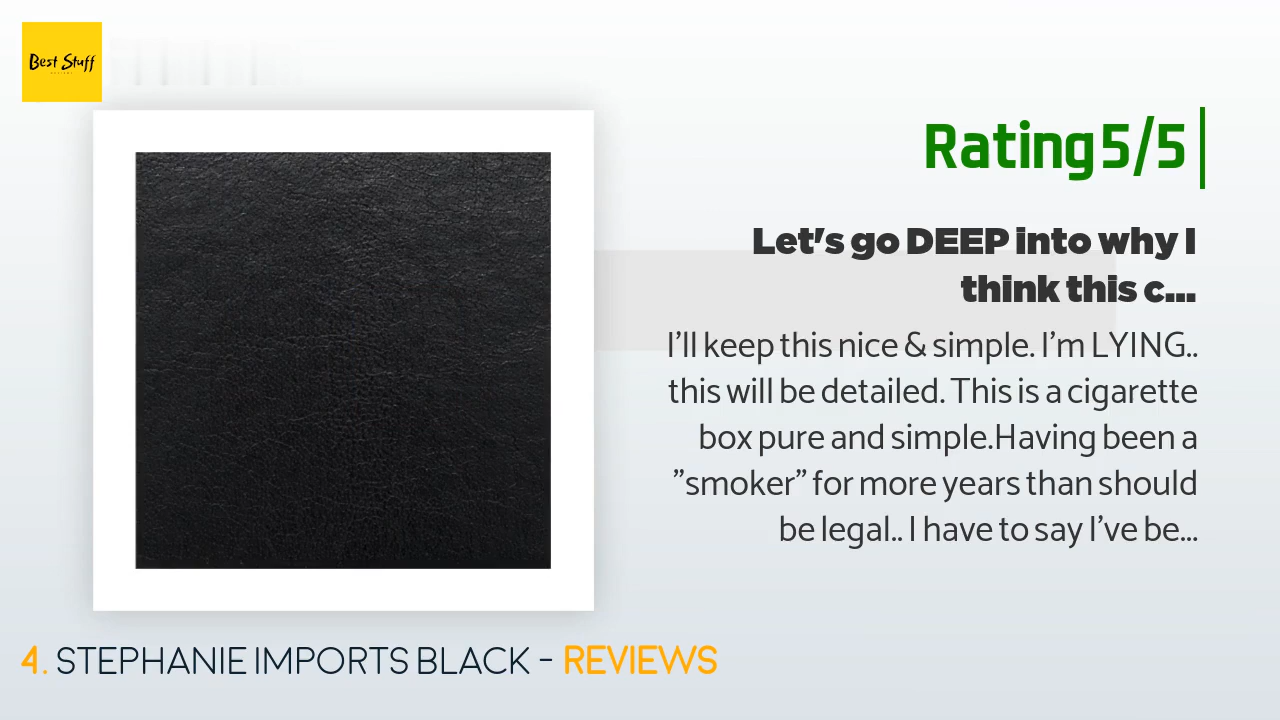 Best Stuff
Rating 5/5
Let's go DEEP into why I
think this c...
I'll keep this nice & simple. I'm LYING..
this will be detailed. This is a cigarette
box pure and simple.Having been a
"smoker" for more years than should
be legal.. I have to say I've be...
4. STEPHANIE IMPORTS BLACK - REVIEWS